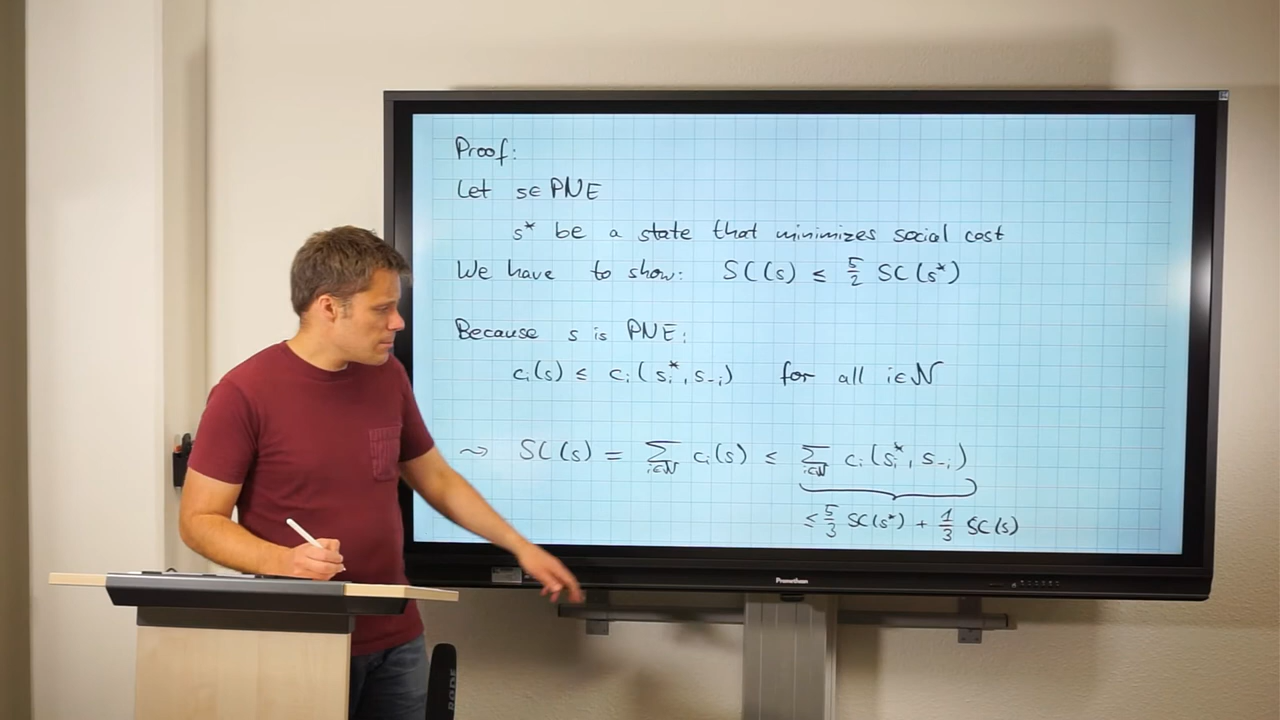 Proof:
Let s∈PNE
s* be a state that minimizes social cost
We have to show: SC(s) ≤ 5/2 SC(s*)
Because s is PNE:
cᵢ(s) ≤ cᵢ(sᵢ*, s₋ᵢ) for all i∈N
⤳ SC(s) = ∑_{i∈N} cᵢ(s) ≤ ∑_{i∈N} cᵢ(sᵢ*, s₋ᵢ)
≤ 5/3 SC(s*) + 1/3 SC(s)
Promethean
RODE